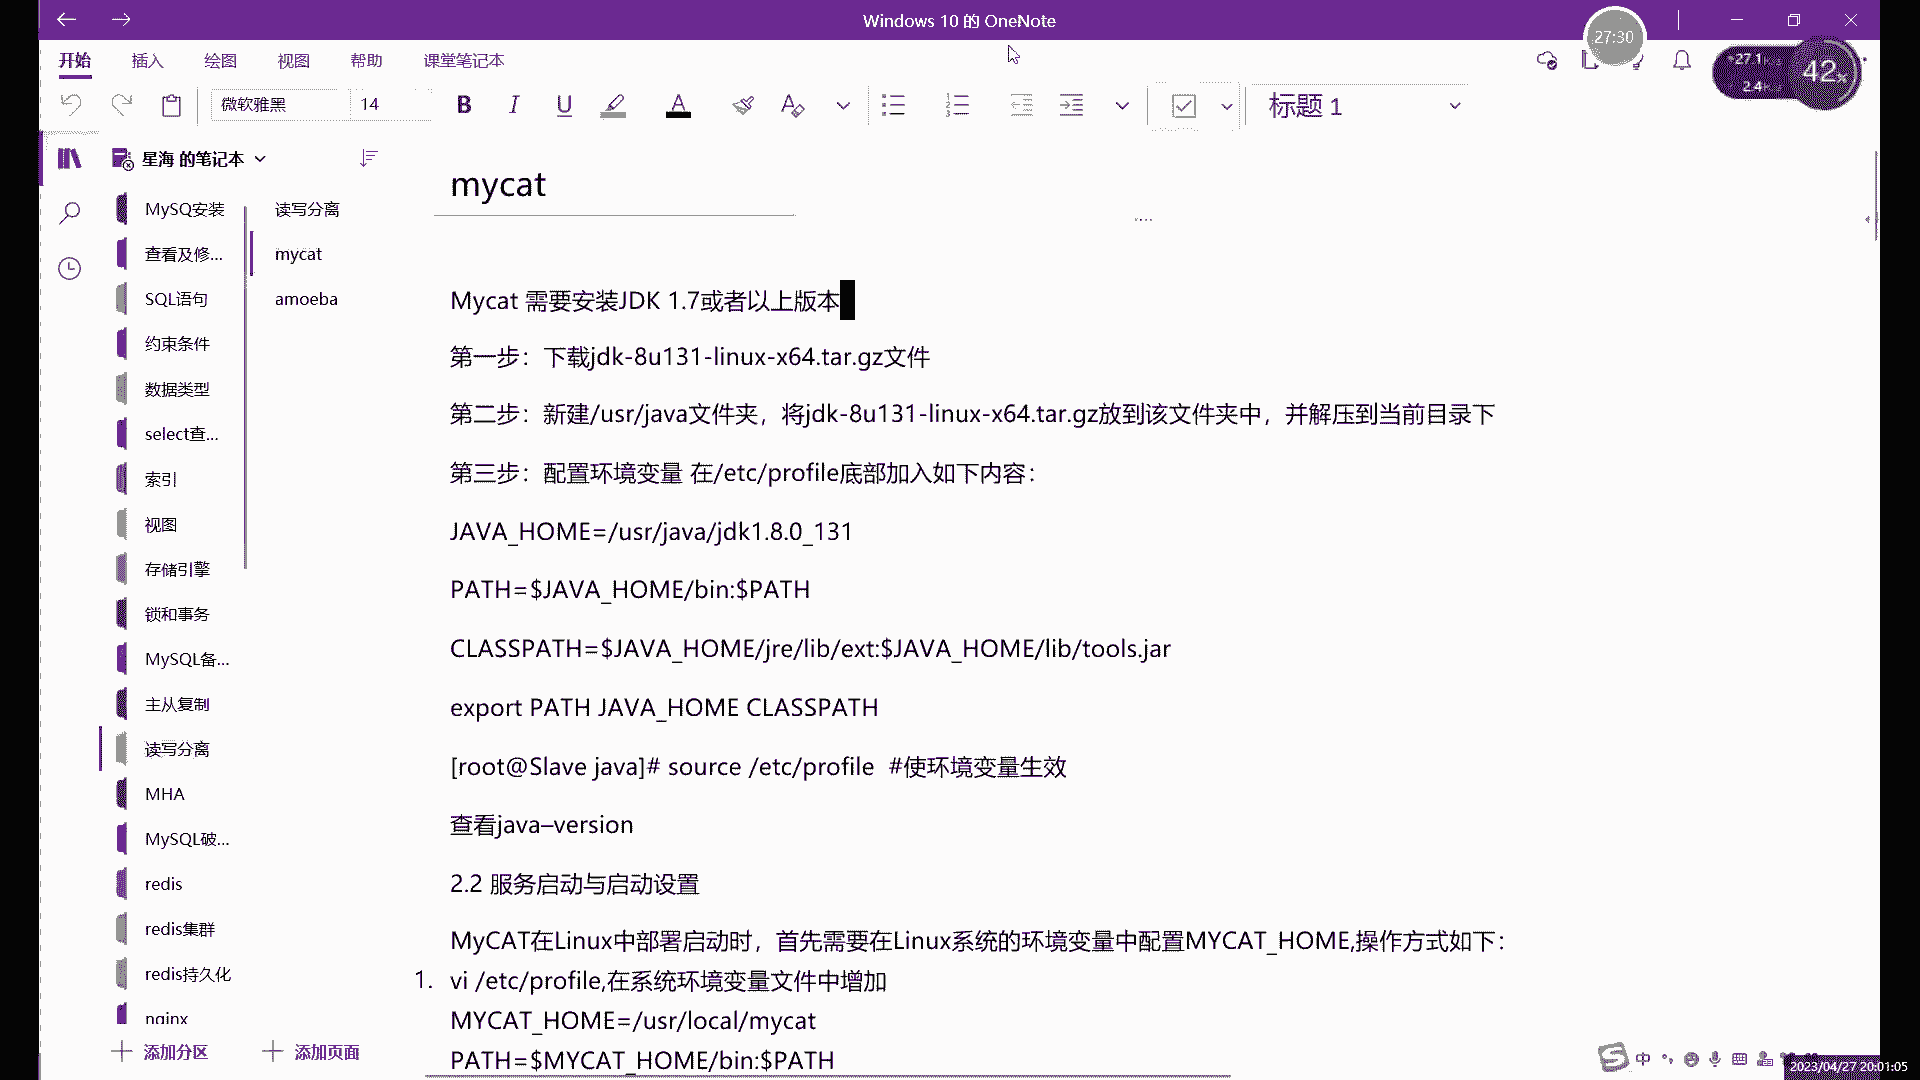 Windows 10 的 OneNote
27:30
开始 插入 绘图 视图 帮助 课堂笔记本
27.1
2.4
42%
微软雅黑 14 B I U A A 标题 1
星海 的笔记本
MySQ安装
查看及修...
SQL语句
约束条件
数据类型
select查...
索引
视图
存储引擎
锁和事务
MySQL备...
主从复制
读写分离
MHA
MySQL破...
redis
redis集群
redis持久化
nginx
添加分区
读写分离
mycat
amoeba
添加页面
mycat
Mycat 需要安装JDK 1.7或者以上版本
第一步：下载jdk-8u131-linux-x64.tar.gz文件
第二步：新建/usr/java文件夹，将jdk-8u131-linux-x64.tar.gz放到该文件夹中，并解压到当前目录下
第三步：配置环境变量 在/etc/profile底部加入如下内容：
JAVA_HOME=/usr/java/jdk1.8.0_131
PATH=$JAVA_HOME/bin:$PATH
CLASSPATH=$JAVA_HOME/jre/lib/ext:$JAVA_HOME/lib/tools.jar
export PATH JAVA_HOME CLASSPATH
[root@Slave java]# source /etc/profile  #使环境变量生效
查看java–version
2.2 服务启动与启动设置
MyCAT在Linux中部署启动时，首先需要在Linux系统的环境变量中配置MYCAT_HOME,操作方式如下：
1. vi /etc/profile,在系统环境变量文件中增加
MYCAT_HOME=/usr/local/mycat
PATH=$MYCAT_HOME/bin:$PATH
中
2023/04/27 20:01:05